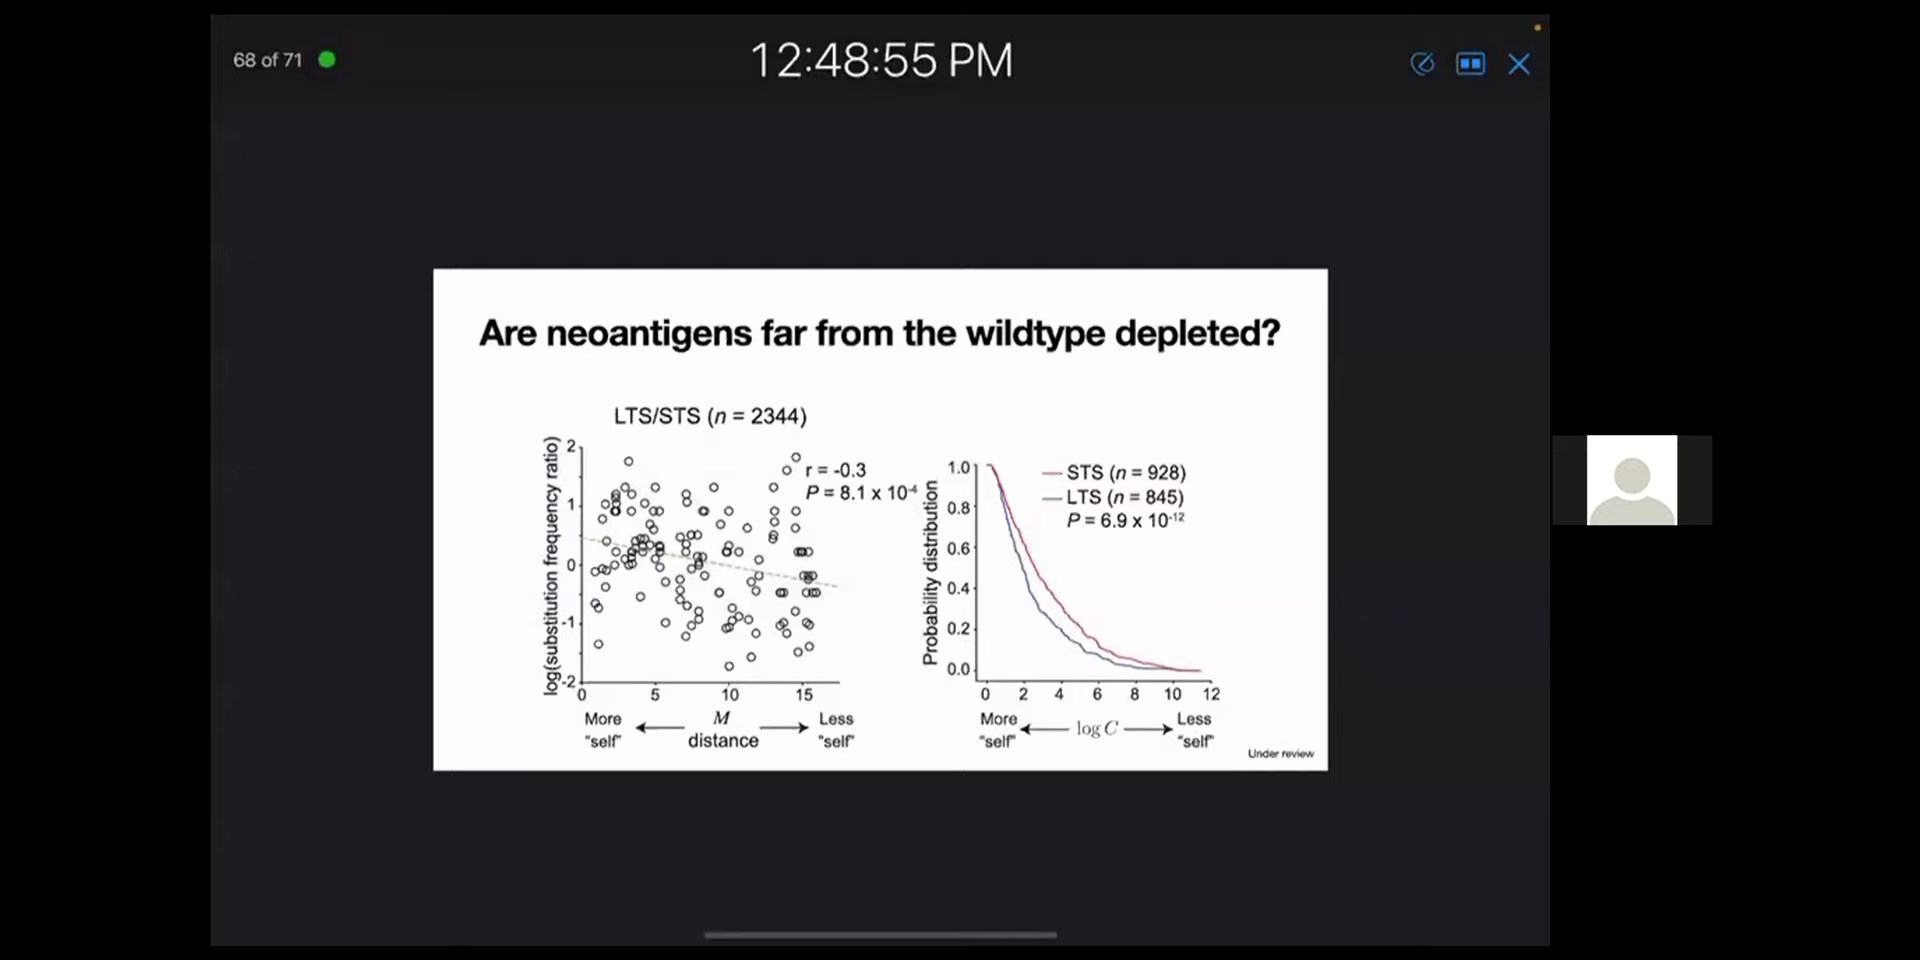 68 of 71
12:48:55 PM
Are neoantigens far from the wildtype depleted?
LTS/STS (n = 2344)
log(substitution frequency ratio)
2
1
0
-1
-2
r = -0.3
P = 8.1 x 10⁻⁴
0 5 10 15
More "self"
M distance
Less "self"
Probability distribution
1.0
0.8
0.6
0.4
0.2
0.0
STS (n = 928)
LTS (n = 845)
P = 6.9 x 10⁻¹²
0 2 4 6 8 10 12
More "self"
log C
Less "self"
Under review